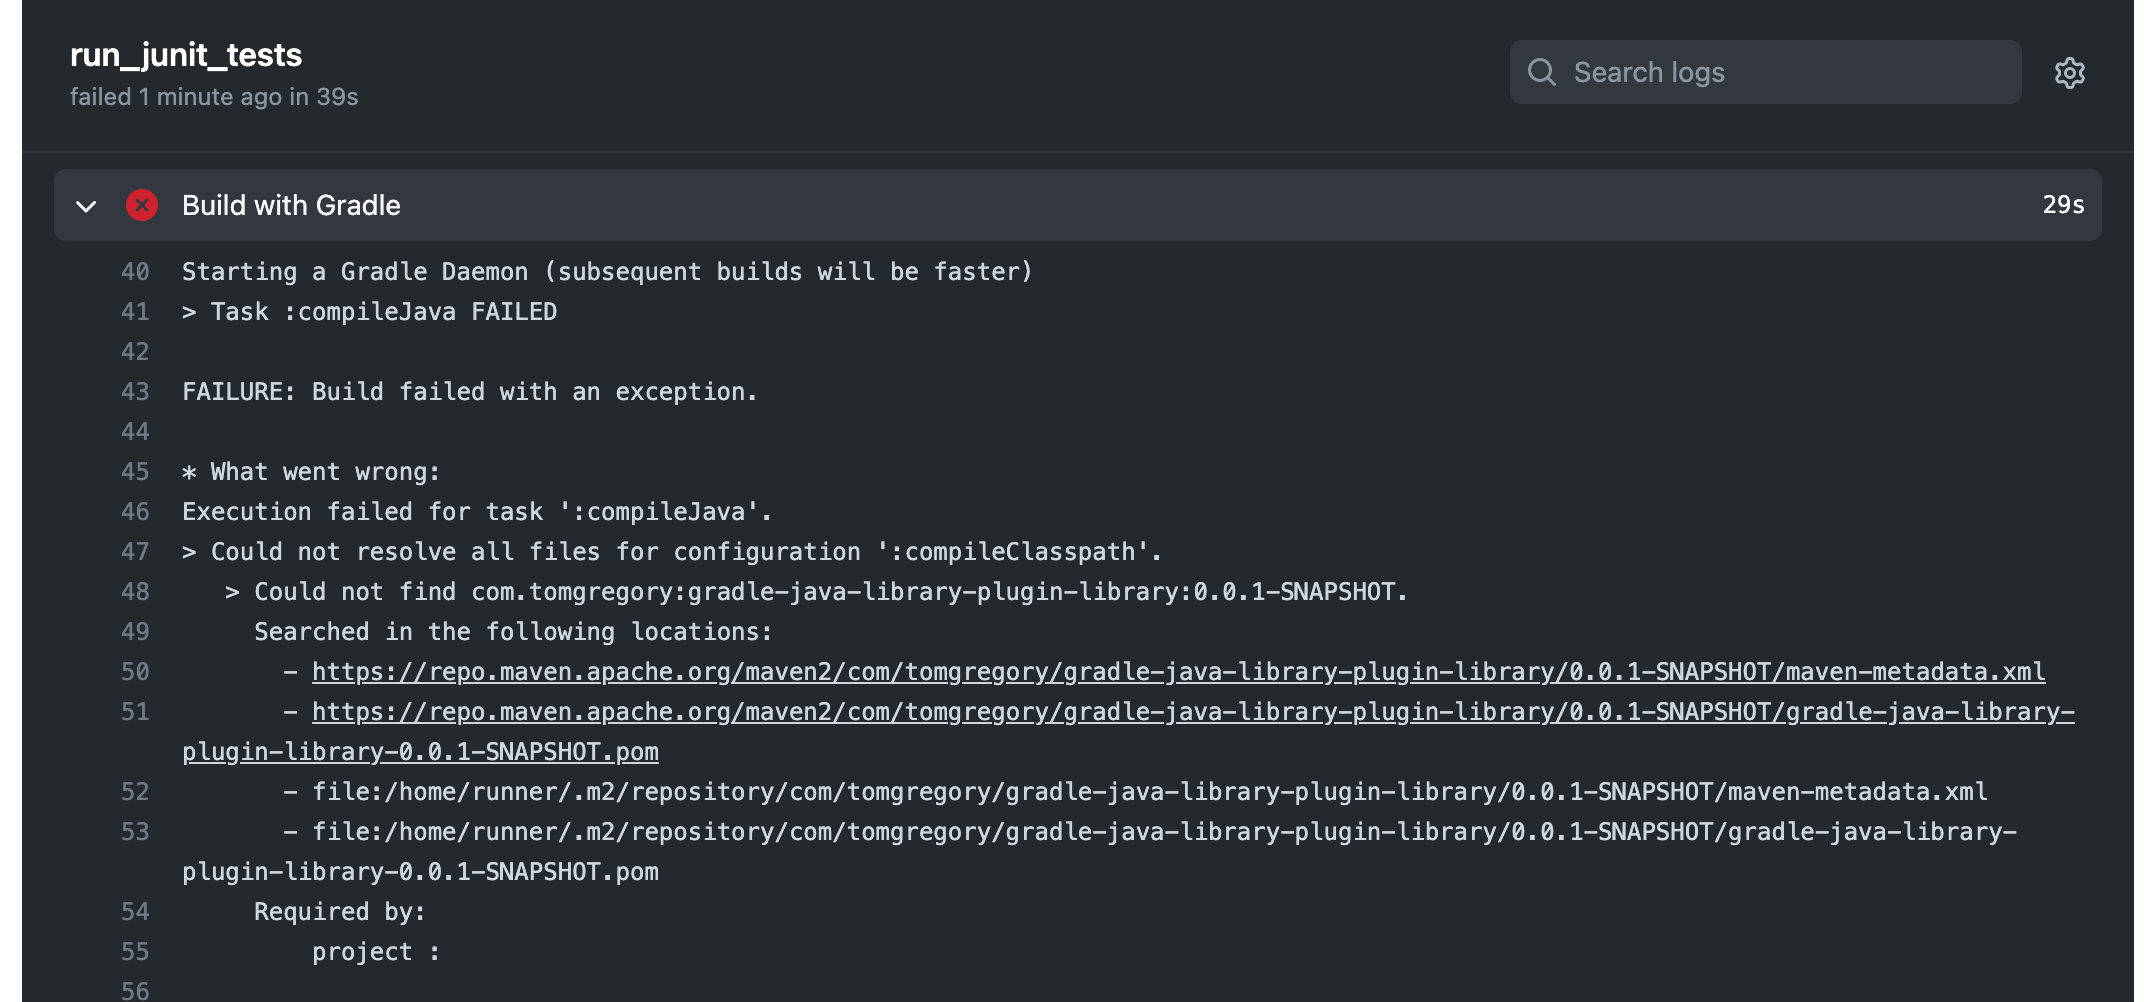 run_junit_tests
failed 1 minute ago in 39s
Search logs
Build with Gradle
29s
40 Starting a Gradle Daemon (subsequent builds will be faster)
41 > Task :compileJava FAILED
42
43 FAILURE: Build failed with an exception.
44
45 * What went wrong:
46 Execution failed for task ':compileJava'.
47 > Could not resolve all files for configuration ':compileClasspath'.
48    > Could not find com.tomgregory:gradle-java-library-plugin-library:0.0.1-SNAPSHOT.
49      Searched in the following locations:
50        - https://repo.maven.apache.org/maven2/com/tomgregory/gradle-java-library-plugin-library/0.0.1-SNAPSHOT/maven-metadata.xml
51        - https://repo.maven.apache.org/maven2/com/tomgregory/gradle-java-library-plugin-library/0.0.1-SNAPSHOT/gradle-java-library-
plugin-library-0.0.1-SNAPSHOT.pom
52        - file:/home/runner/.m2/repository/com/tomgregory/gradle-java-library-plugin-library/0.0.1-SNAPSHOT/maven-metadata.xml
53        - file:/home/runner/.m2/repository/com/tomgregory/gradle-java-library-plugin-library/0.0.1-SNAPSHOT/gradle-java-library-
plugin-library-0.0.1-SNAPSHOT.pom
54      Required by:
55          project :
56